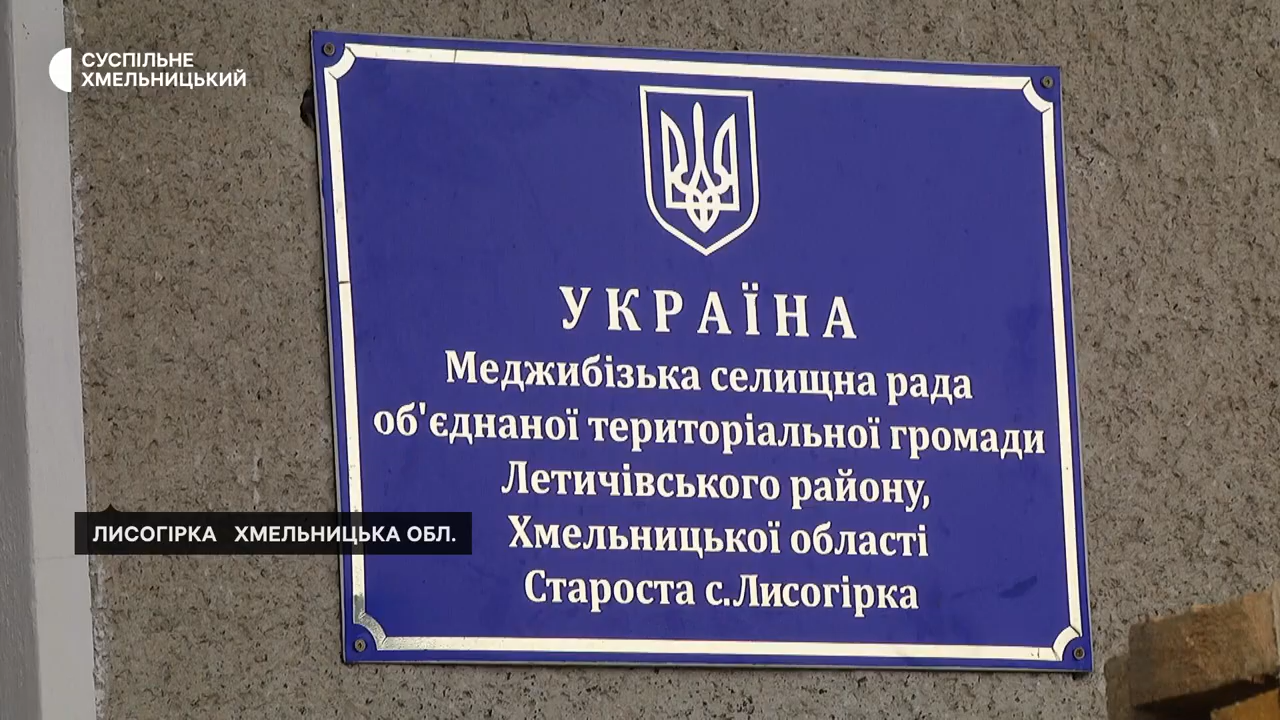 СУСПІЛЬНЕ
ХМЕЛЬНИЦЬКИЙ
УКРАЇНА
Меджибізька селищна рада
об'єднаної територіальної громади
Летичівського району,
Хмельницької області
Староста с.Лисогірка
ЛИСОГІРКА ХМЕЛЬНИЦЬКА ОБЛ.